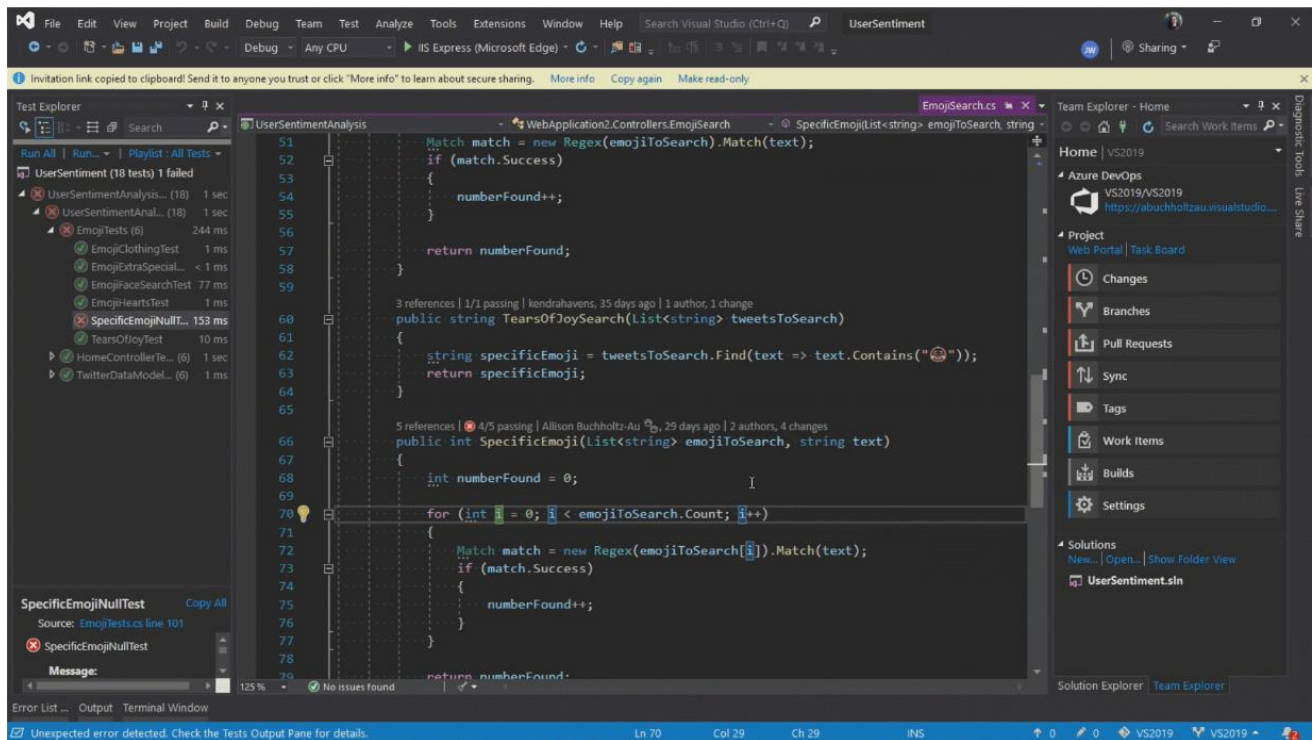 File Edit View Project Build Debug Team Test Analyze Tools Extensions Window Help Search Visual Studio (Ctrl+Q) UserSentiment
Debug Any CPU IIS Express (Microsoft Edge) JW Sharing
Invitation link copied to clipboard! Send it to anyone you trust or click "More info" to learn about secure sharing. More info Copy again Make read-only
Test Explorer
Search
Run All | Run... | Playlist : All Tests
UserSentiment (18 tests) 1 failed
UserSentimentAnalysis... (18) 1 sec
UserSentimentAnal... (18) 1 sec
EmojiTests (6) 244 ms
EmojiClothingTest 1 ms
EmojiExtraSpecial... < 1 ms
EmojiFaceSearchTest 77 ms
EmojiHeartsTest 1 ms
SpecificEmojiNullT... 153 ms
TearsOfJoyTest 10 ms
HomeControllerTe... (6) 1 sec
TwitterDataModel... (6) 1 ms
SpecificEmojiNullTest Copy All
Source: EmojiTests.cs line 101
SpecificEmojiNullTest
Message:
EmojiSearch.cs
UserSentimentAnalysis WebApplication2.Controllers.EmojiSearch SpecificEmoji(List<string> emojiToSearch, string
51 Match match = new Regex(emojiToSearch).Match(text);
52 if (match.Success)
53 {
54 numberFound++;
55 }
56
57 return numberFound;
58 }
59
3 references | 1/1 passing | kendrahavens, 35 days ago | 1 author, 1 change
60 public string TearsOfJoySearch(List<string> tweetsToSearch)
61 {
62 string specificEmoji = tweetsToSearch.Find(text => text.Contains("😂"));
63 return specificEmoji;
64 }
65
5 references | 4/5 passing | Allison Buchholtz-Au, 29 days ago | 2 authors, 4 changes
66 public int SpecificEmoji(List<string> emojiToSearch, string text)
67 {
68 int numberFound = 0;
69
70 for (int i = 0; i < emojiToSearch.Count; i++)
71 {
72 Match match = new Regex(emojiToSearch[i]).Match(text);
73 if (match.Success)
74 {
75 numberFound++;
76 }
77 }
78
79 return numberFound;
125 % No issues found
Team Explorer - Home
Search Work Items
Home | VS2019
Azure DevOps
VS2019/VS2019
https://abuchholtzau.visualstudio....
Project
Web Portal | Task Board
Changes
Branches
Pull Requests
Sync
Tags
Work Items
Builds
Settings
Solutions
New... | Open... | Show Folder View
UserSentiment.sln
Solution Explorer Team Explorer
Diagnostic Tools
Live Share
Error List ... Output Terminal Window
Unexpected error detected. Check the Tests Output Pane for details. Ln 70 Col 29 Ch 29 INS 0 0 VS2019 VS2019 2